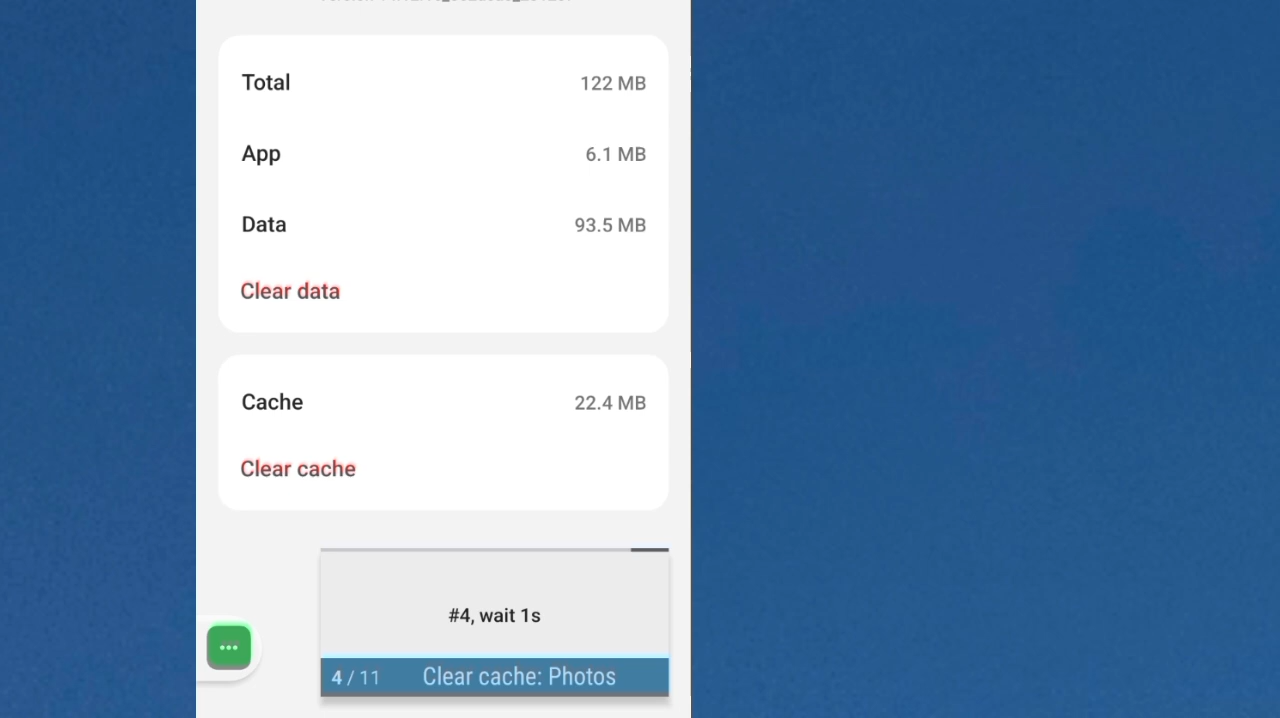 Total 122 MB
App 6.1 MB
Data 93.5 MB
Clear data
Cache 22.4 MB
Clear cache
#4, wait 1s
4 / 11 Clear cache: Photos